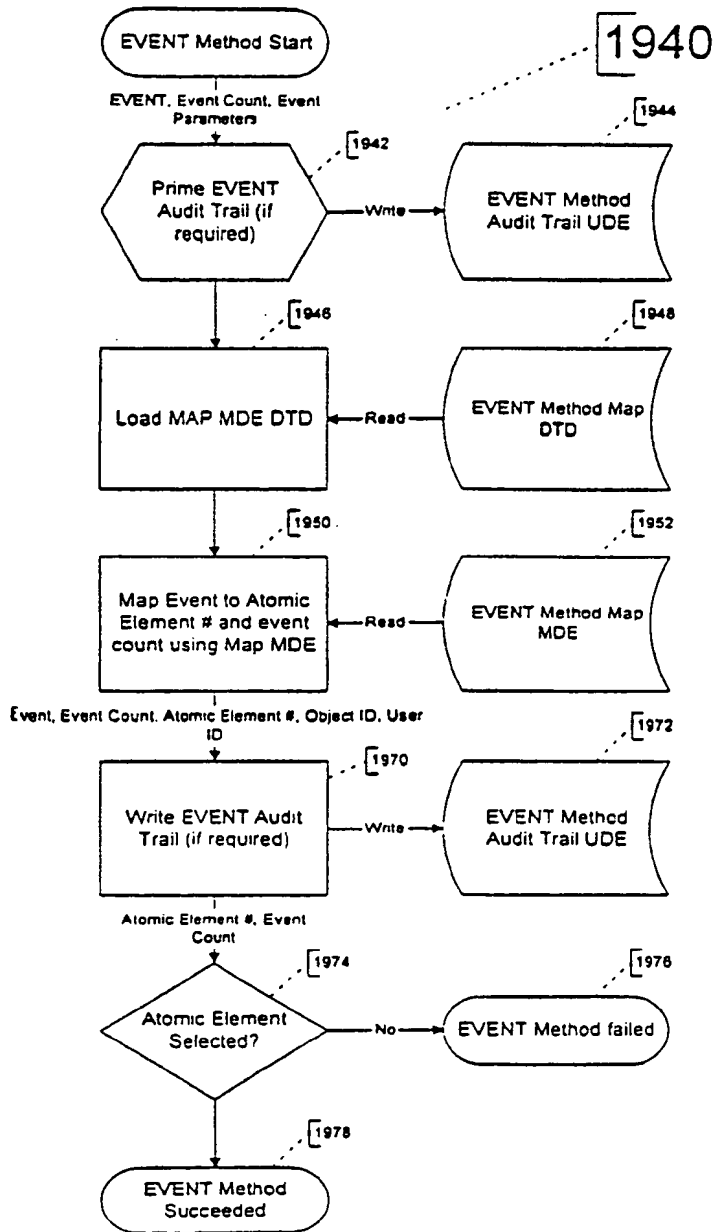 EVENT Method Start
1940
EVENT, Event Count, Event
Parameters
1942
1944
Prime EVENT
Audit Trail (if
required)
Write
EVENT Method
Audit Trail UDE
1946
1948
Load MAP MDE DTD
Read
EVENT Method Map
DTD
1950
1952
Map Event to Atomic
Element # and event
count using Map MDE
Read
EVENT Method Map
MDE
Event, Event Count. Atomic Element #, Object ID, User
ID
1970
1972
Write EVENT Audit
Trail (if required)
Write
EVENT Method
Audit Trail UDE
Atomic Element #, Event
Count
1974
1976
Atomic Element
Selected?
No
EVENT Method failed
1978
EVENT Method
Succeeded